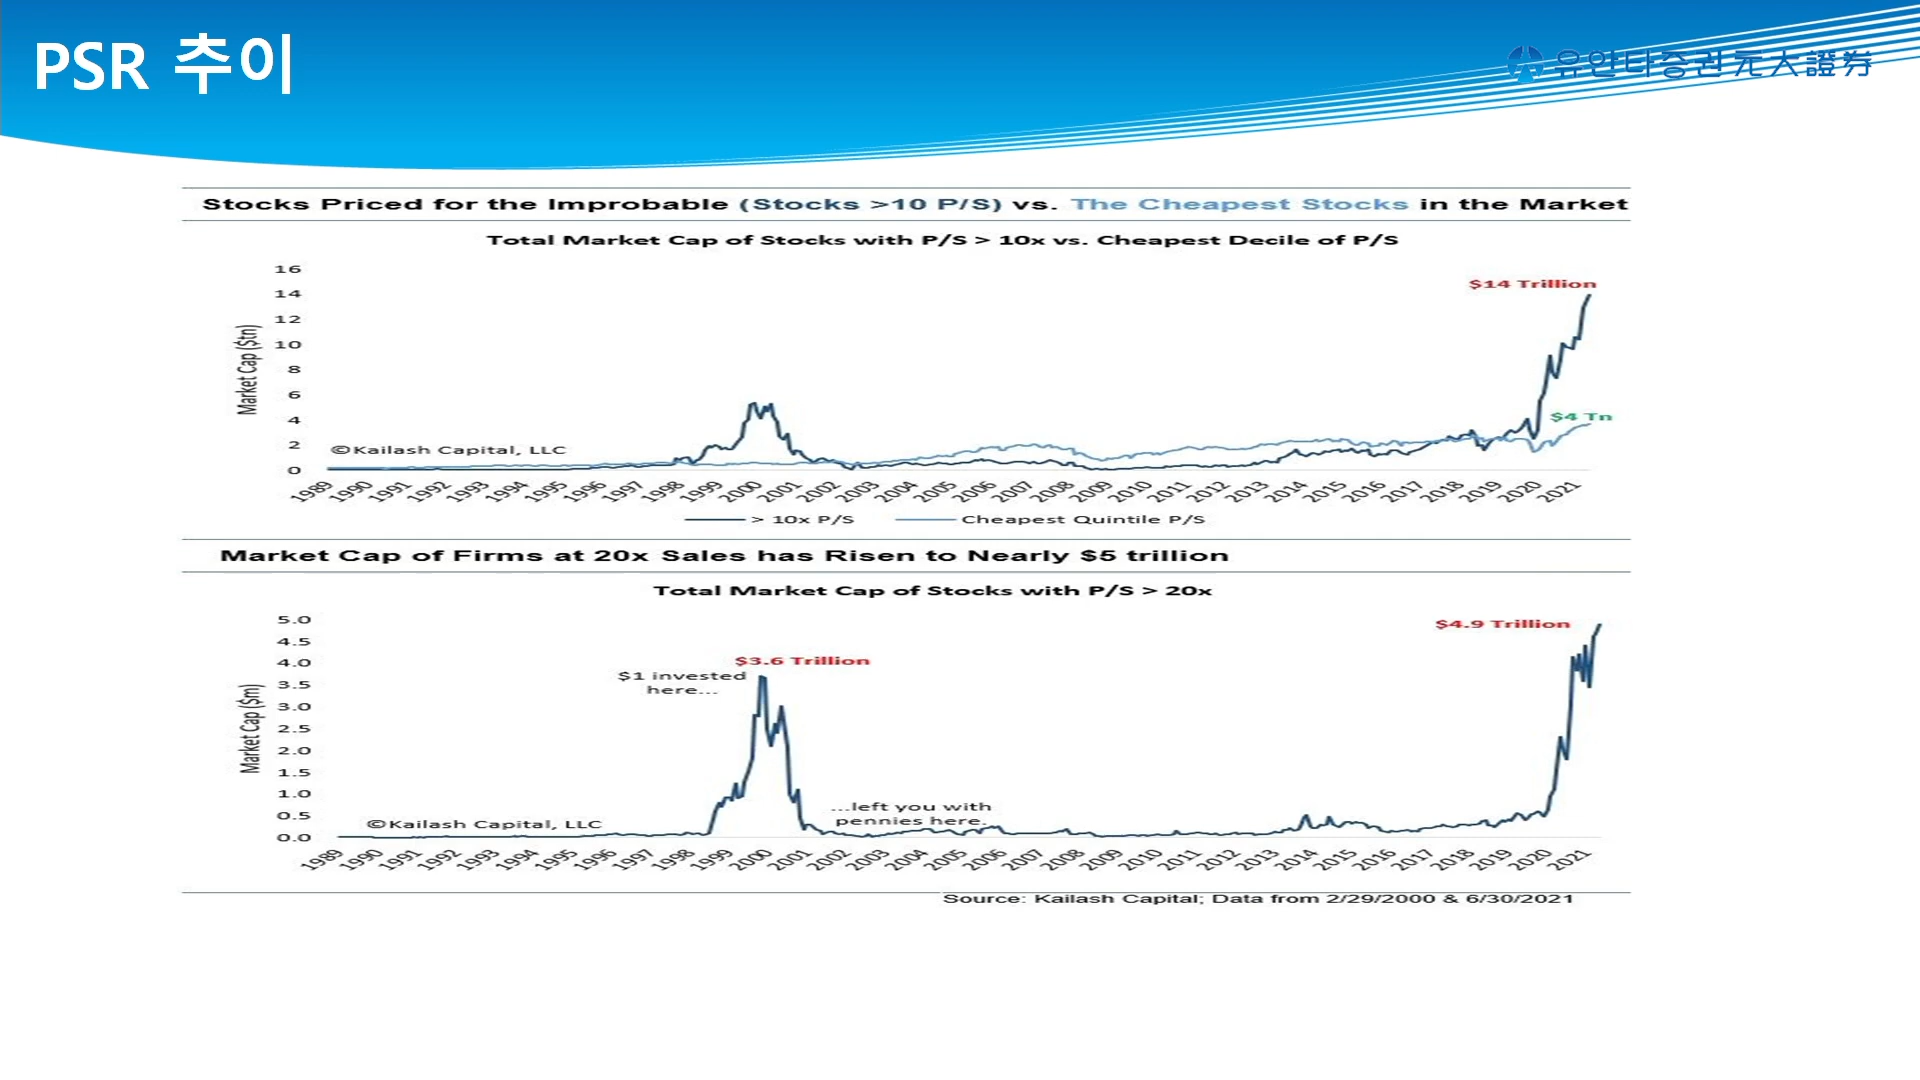 PSR 추이
유안타증권 元大證券
Stocks Priced for the Improbable (Stocks >10 P/S) vs. The Cheapest Stocks in the Market
Total Market Cap of Stocks with P/S > 10x vs. Cheapest Decile of P/S
Market Cap ($tn)
16
14
12
10
8
6
4
2
0
$14 Trillion
$4 Tn
©Kailash Capital, LLC
1989 1990 1991 1992 1993 1994 1995 1996 1997 1998 1999 2000 2001 2002 2003 2004 2005 2006 2007 2008 2009 2010 2011 2012 2013 2014 2015 2016 2017 2018 2019 2020 2021
> 10x P/S Cheapest Quintile P/S
Market Cap of Firms at 20x Sales has Risen to Nearly $5 trillion
Total Market Cap of Stocks with P/S > 20x
Market Cap ($m)
5.0
4.5
4.0
3.5
3.0
2.5
2.0
1.5
1.0
0.5
0.0
$4.9 Trillion
$3.6 Trillion
$1 invested
here...
...left you with
pennies here.
©Kailash Capital, LLC
1989 1990 1991 1992 1993 1994 1995 1996 1997 1998 1999 2000 2001 2002 2003 2004 2005 2006 2007 2008 2009 2010 2011 2012 2013 2014 2015 2016 2017 2018 2019 2020 2021
Source: Kailash Capital; Data from 2/29/2000 & 6/30/2021